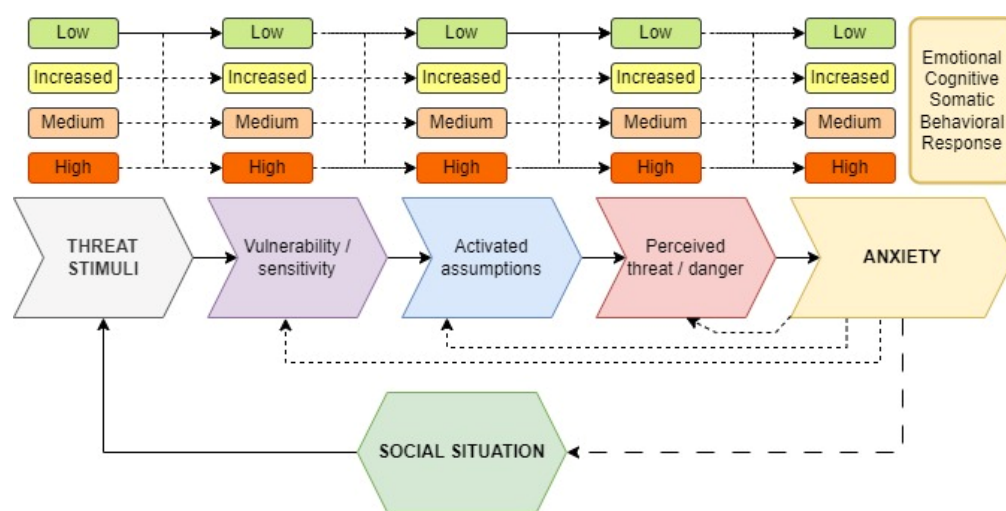 Low Low Low Low Low
Increased Increased Increased Increased Increased
Medium Medium Medium Medium Medium
High High High High High
Emotional
Cognitive
Somatic
Behavioral
Response
THREAT
STIMULI
Vulnerability /
sensitivity
Activated
assumptions
Perceived
threat / danger
ANXIETY
SOCIAL SITUATION